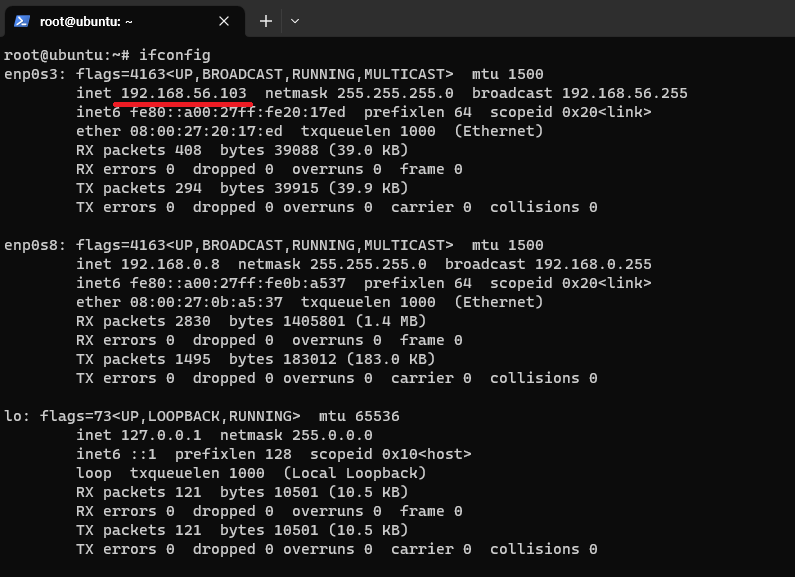 root@ubuntu: ~
root@ubuntu:~# ifconfig
enp0s3: flags=4163<UP,BROADCAST,RUNNING,MULTICAST>  mtu 1500
        inet 192.168.56.103  netmask 255.255.255.0  broadcast 192.168.56.255
        inet6 fe80::a00:27ff:fe20:17ed  prefixlen 64  scopeid 0x20<link>
        ether 08:00:27:20:17:ed  txqueuelen 1000  (Ethernet)
        RX packets 408  bytes 39088 (39.0 KB)
        RX errors 0  dropped 0  overruns 0  frame 0
        TX packets 294  bytes 39915 (39.9 KB)
        TX errors 0  dropped 0 overruns 0  carrier 0  collisions 0

enp0s8: flags=4163<UP,BROADCAST,RUNNING,MULTICAST>  mtu 1500
        inet 192.168.0.8  netmask 255.255.255.0  broadcast 192.168.0.255
        inet6 fe80::a00:27ff:fe0b:a537  prefixlen 64  scopeid 0x20<link>
        ether 08:00:27:0b:a5:37  txqueuelen 1000  (Ethernet)
        RX packets 2830  bytes 1405801 (1.4 MB)
        RX errors 0  dropped 0  overruns 0  frame 0
        TX packets 1495  bytes 183012 (183.0 KB)
        TX errors 0  dropped 0 overruns 0  carrier 0  collisions 0

lo: flags=73<UP,LOOPBACK,RUNNING>  mtu 65536
        inet 127.0.0.1  netmask 255.0.0.0
        inet6 ::1  prefixlen 128  scopeid 0x10<host>
        loop  txqueuelen 1000  (Local Loopback)
        RX packets 121  bytes 10501 (10.5 KB)
        RX errors 0  dropped 0  overruns 0  frame 0
        TX packets 121  bytes 10501 (10.5 KB)
        TX errors 0  dropped 0 overruns 0  carrier 0  collisions 0